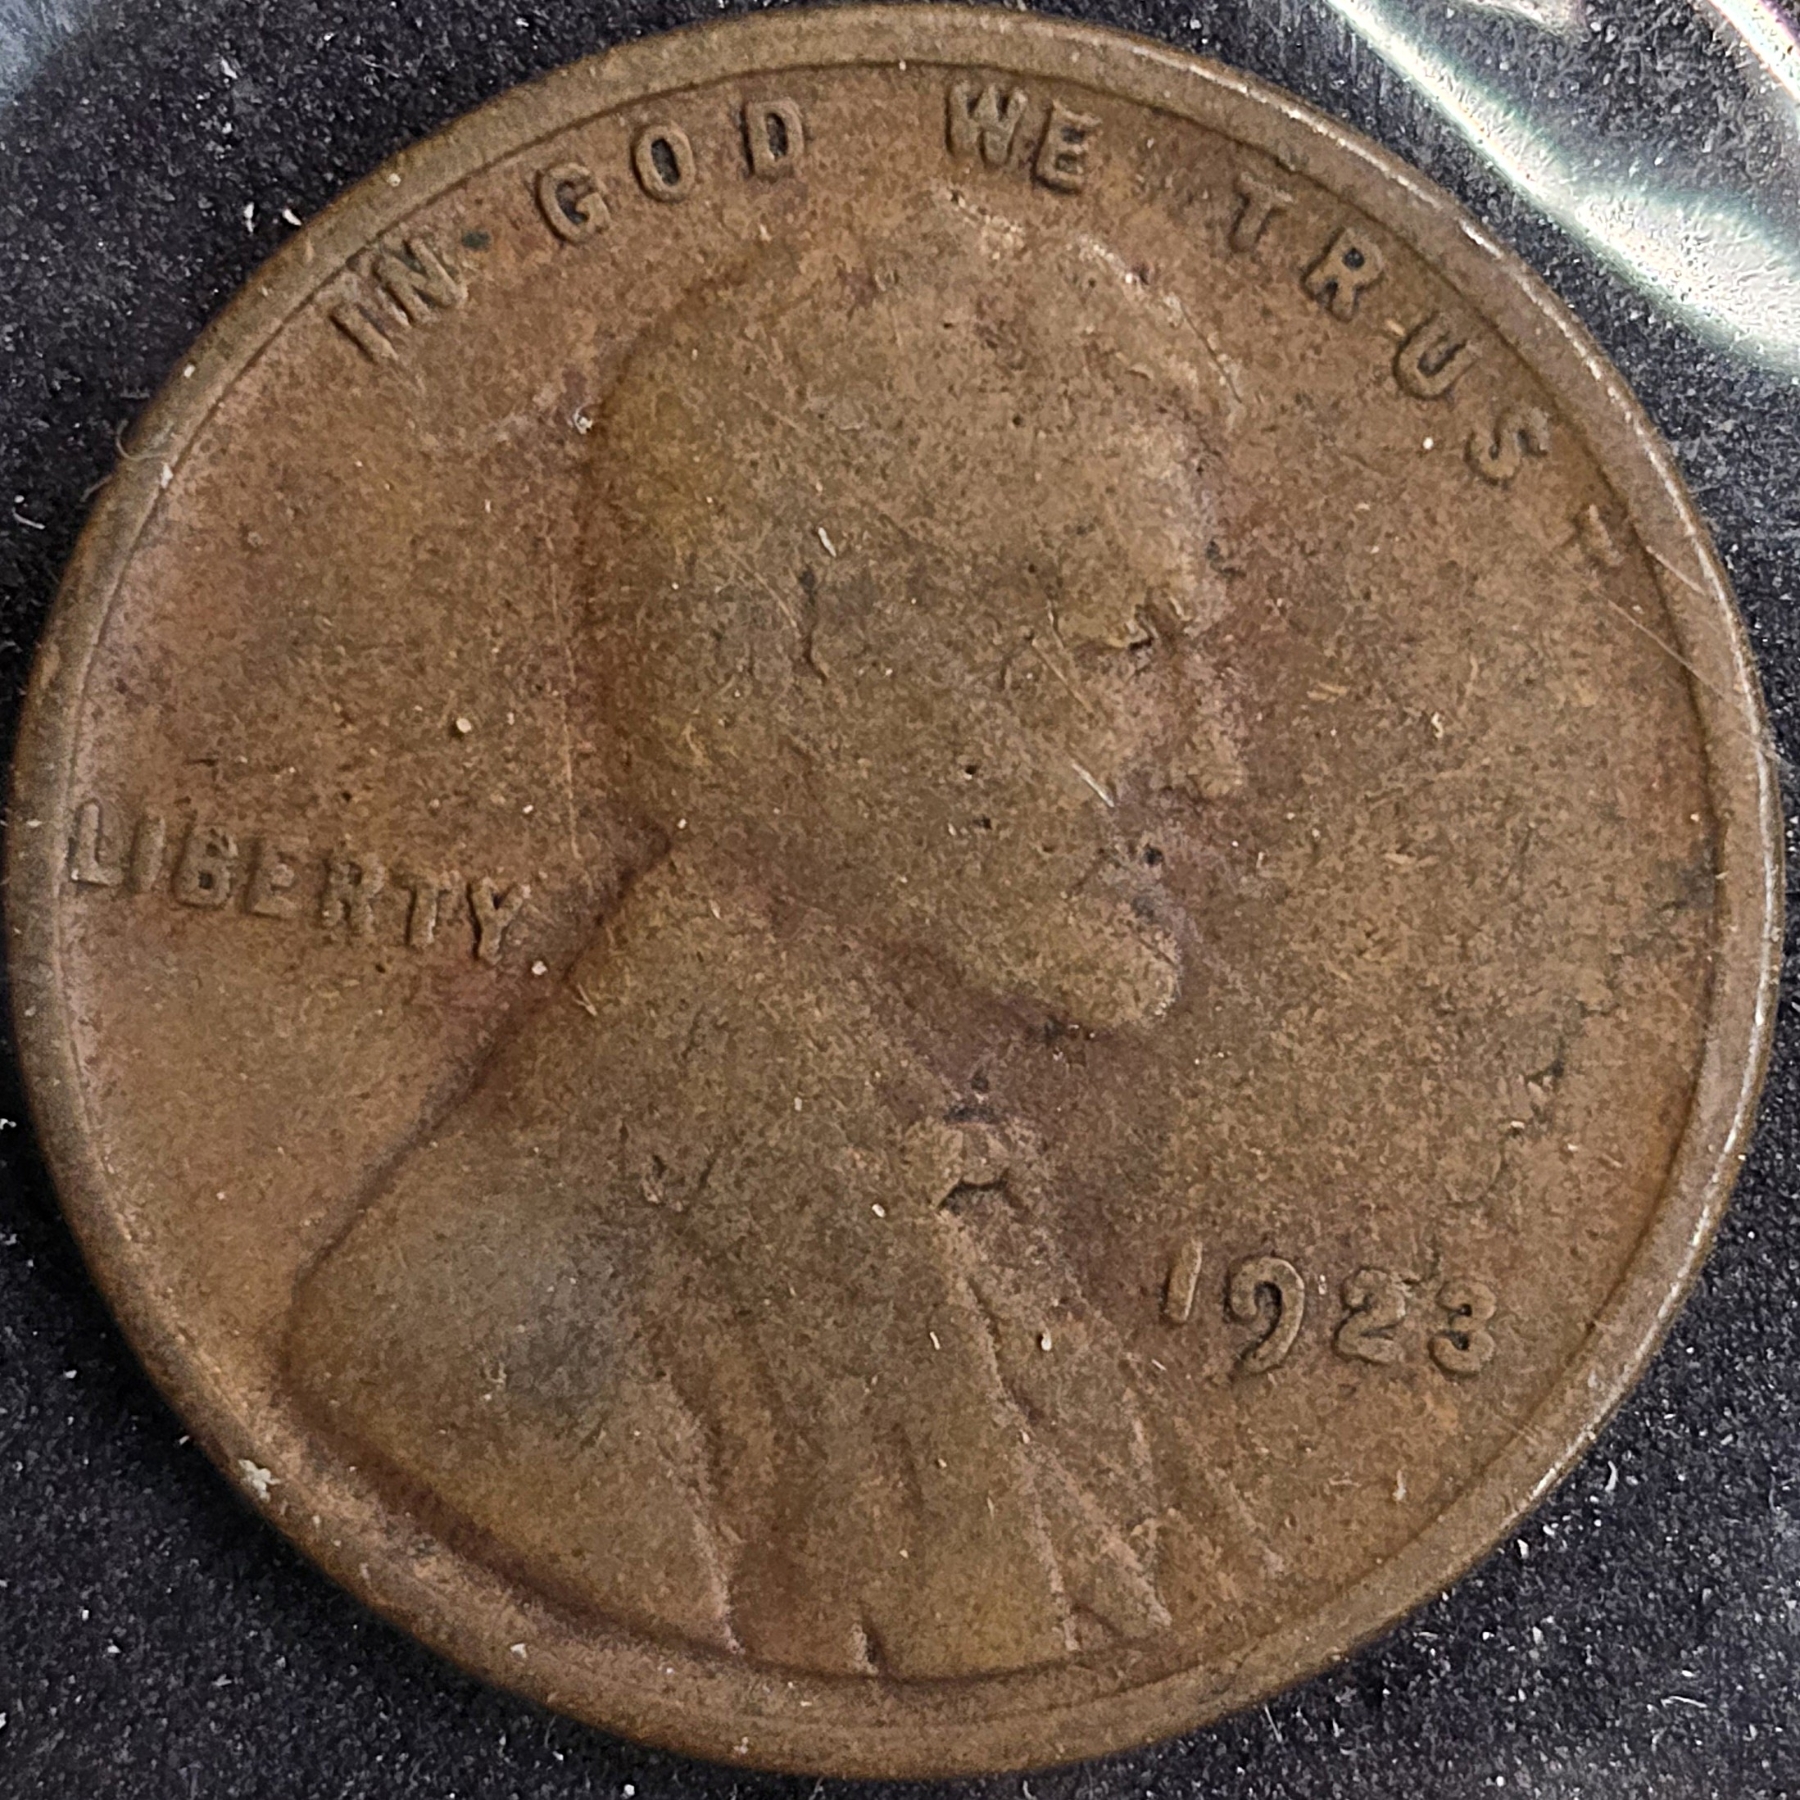 IN GOD WE TRUST
LIBERTY
1923